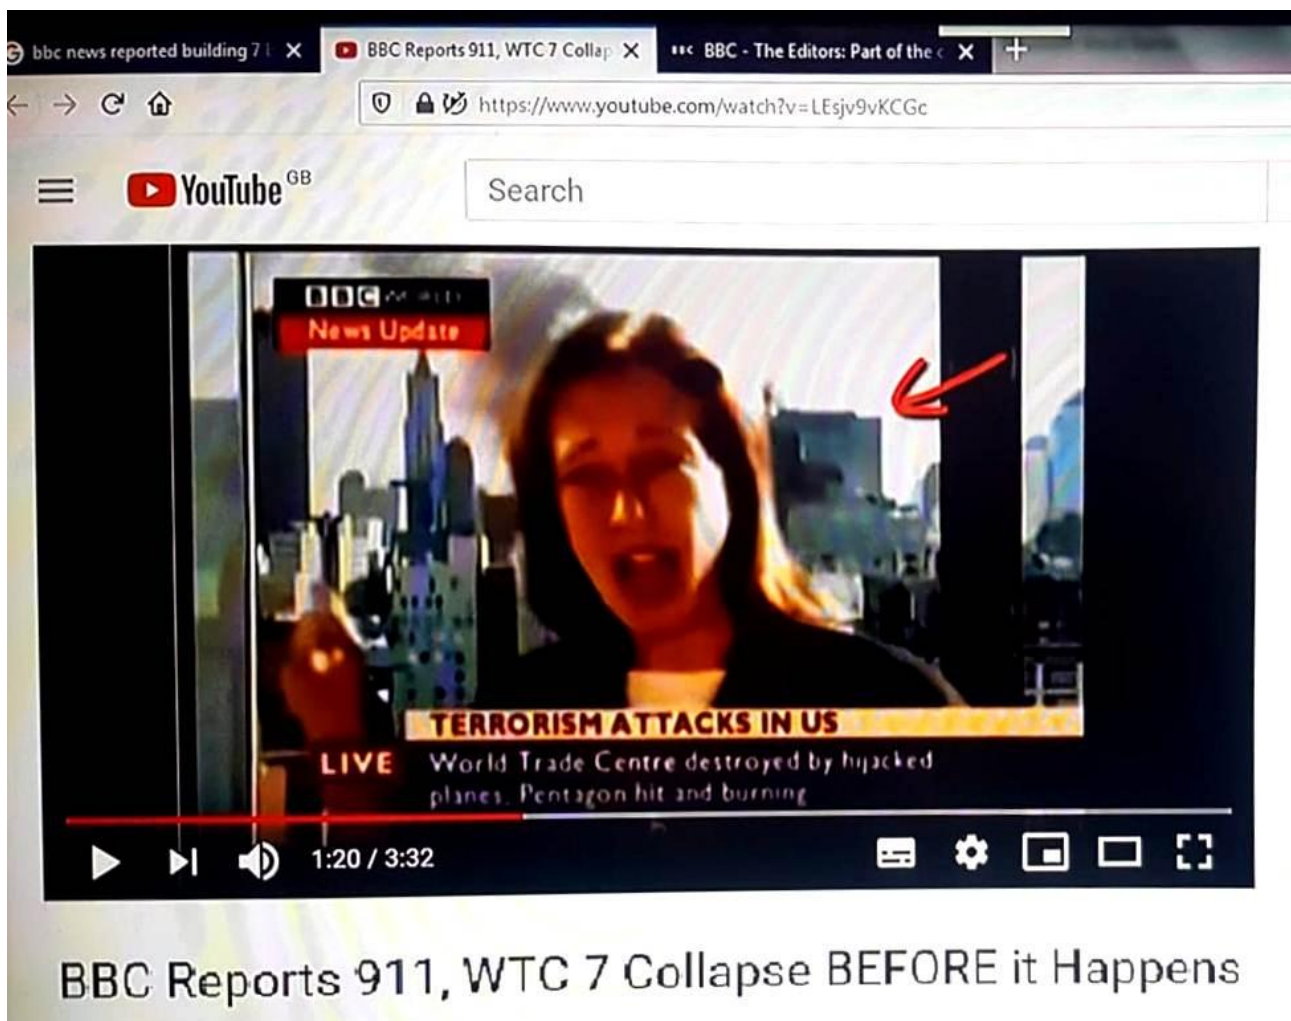 bbc news reported building 7
BBC Reports 911, WTC 7 Collap
BBC - The Editors: Part of the c
https://www.youtube.com/watch?v=LEsjv9vKCGc
YouTube GB
Search
BBC WORLD
News Update
TERRORISM ATTACKS IN US
LIVE World Trade Centre destroyed by hijacked
planes. Pentagon hit and burning
1:20 / 3:32
BBC Reports 911, WTC 7 Collapse BEFORE it Happens